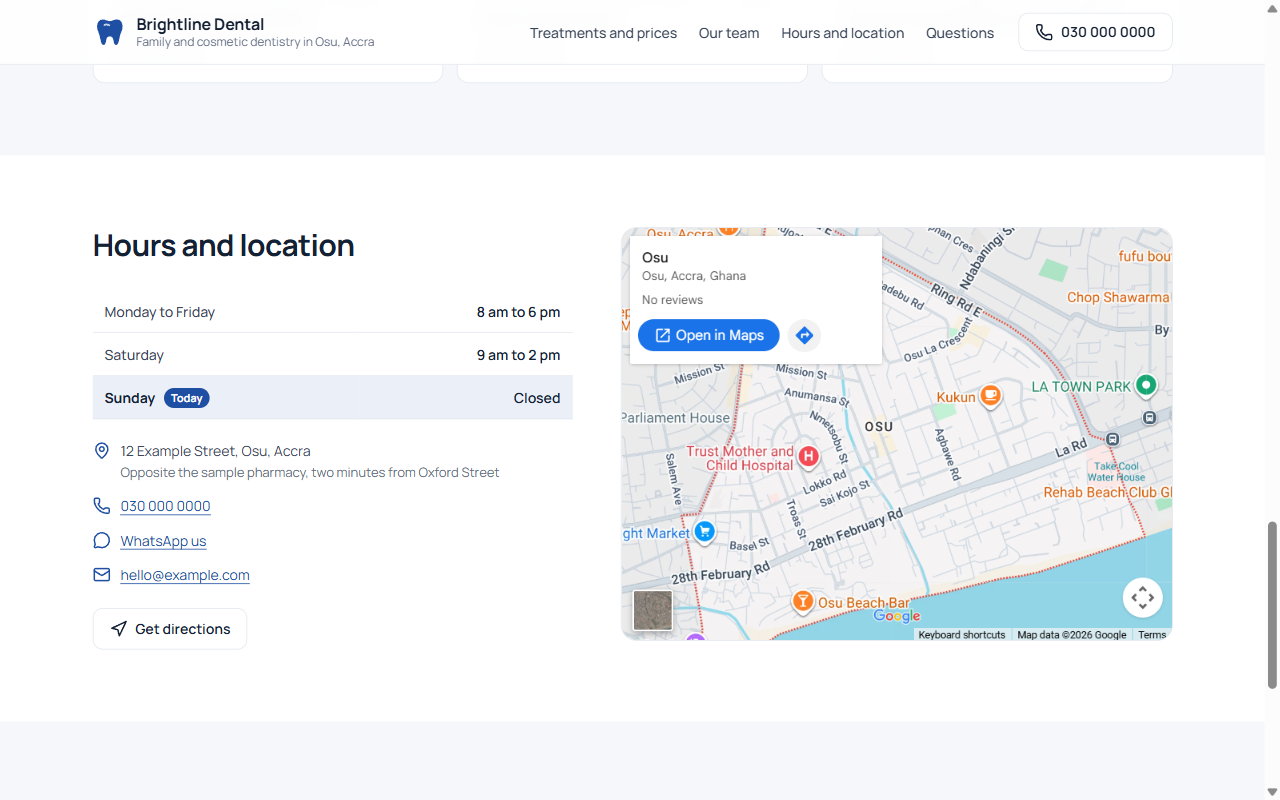 Brightline Dental
Family and cosmetic dentistry in Osu, Accra
Treatments and prices
Our team
Hours and location
Questions
030 000 0000
Hours and location
Monday to Friday
8 am to 6 pm
Saturday
9 am to 2 pm
Sunday
Today
Closed
12 Example Street, Osu, Accra
Opposite the sample pharmacy, two minutes from Oxford Street
030 000 0000
WhatsApp us
hello@example.com
Get directions
Osu, Accra
Osu
Osu, Accra, Ghana
No reviews
Open in Maps
Ring Rd E
fufu bou
Chop Shawarma
By
Osu La Crescent
Mission St
Mission St
Anumansa St
LA TOWN PARK
Kukun
Parliament House
Nmetsobu St
OSU
Agbawe Rd
La Rd
Trust Mother and
Child Hospital
Salem Ave
Lokko Rd
Sai Kojo St
Troas St
Take Cool
Water House
Rehab Beach Club Gh
ght Market
Basel St
28th February Rd
28th February Rd
Osu Beach Bar
Google
Keyboard shortcuts
Map data ©2026 Google
Terms